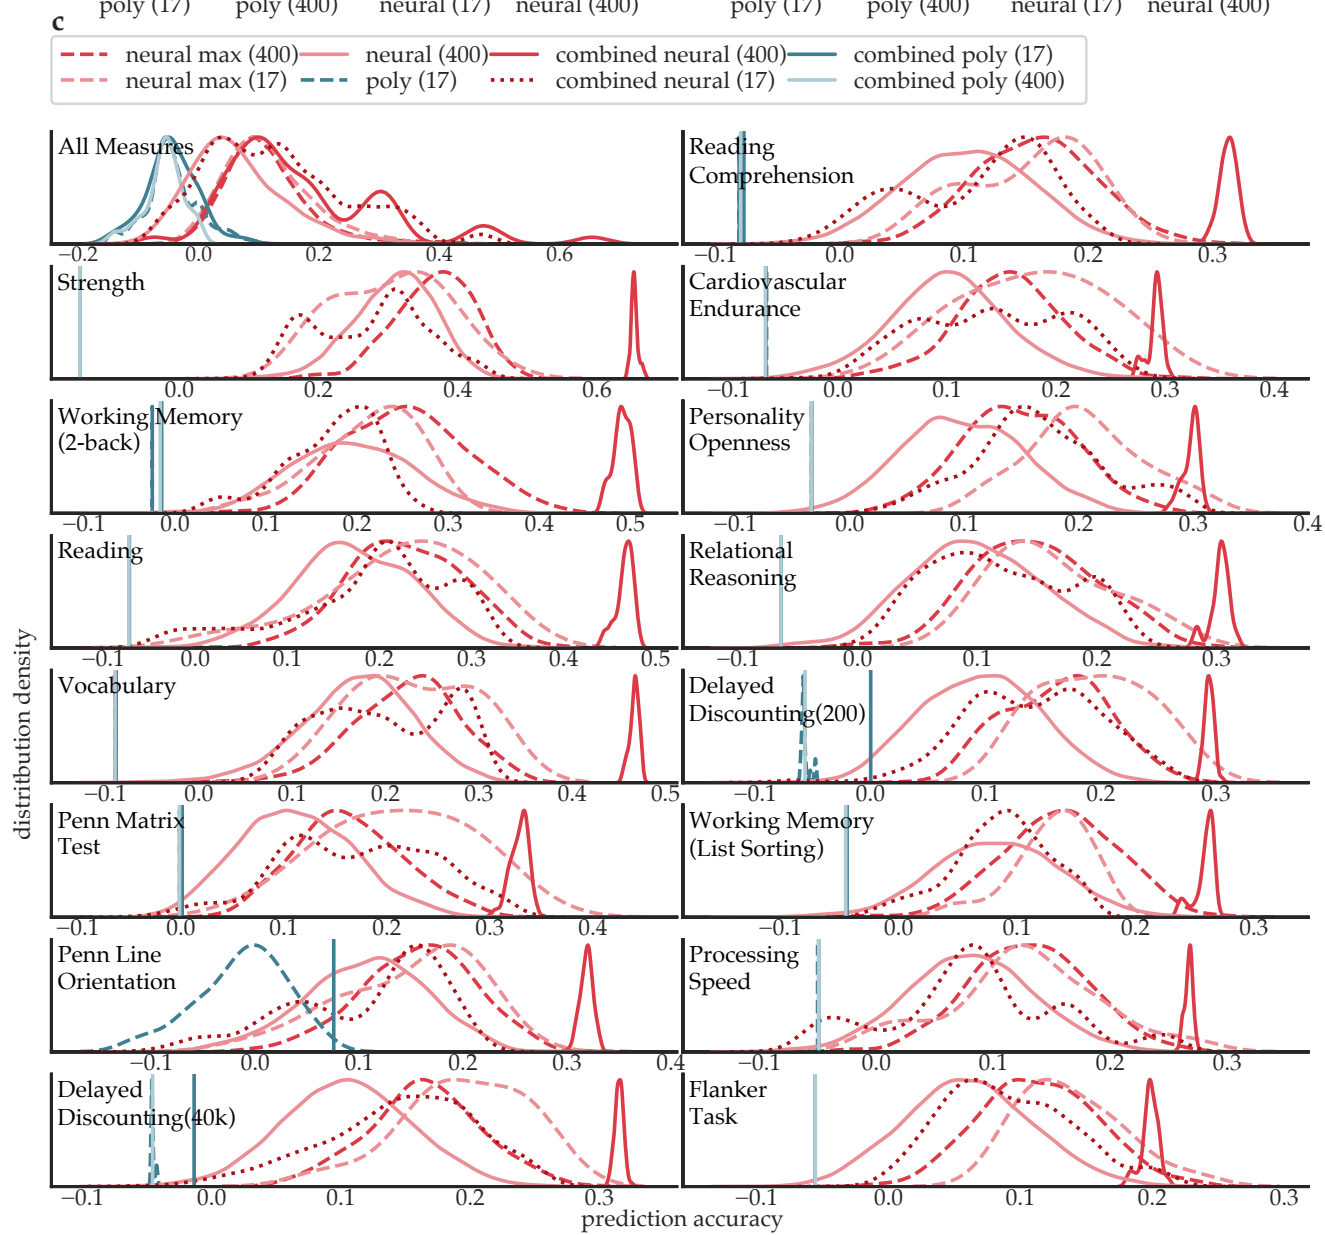 poly (17) poly (400) neural (17) neural (400) poly (17) poly (400) neural (17) neural (400)
c
neural max (400) neural (400) combined neural (400) combined poly (17)
neural max (17) poly (17) combined neural (17) combined poly (400)
All Measures
−0.2 0.0 0.2 0.4 0.6
Reading
Comprehension
−0.1 0.0 0.1 0.2 0.3
Strength
0.0 0.2 0.4 0.6
Cardiovascular
Endurance
−0.1 0.0 0.1 0.2 0.3 0.4
Working Memory
(2-back)
−0.1 0.0 0.1 0.2 0.3 0.4 0.5
Personality
Openness
−0.1 0.0 0.1 0.2 0.3 0.4
Reading
−0.1 0.0 0.1 0.2 0.3 0.4 0.5
Relational
Reasoning
−0.1 0.0 0.1 0.2 0.3
Vocabulary
−0.1 0.0 0.1 0.2 0.3 0.4 0.5
Delayed
Discounting(200)
−0.1 0.0 0.1 0.2 0.3
Penn Matrix
Test
−0.1 0.0 0.1 0.2 0.3 0.4
Working Memory
(List Sorting)
−0.1 0.0 0.1 0.2 0.3
Penn Line
Orientation
−0.1 0.0 0.1 0.2 0.3 0.4
Processing
Speed
−0.1 0.0 0.1 0.2 0.3
Delayed
Discounting(40k)
−0.1 0.0 0.1 0.2 0.3
Flanker
Task
−0.1 0.0 0.1 0.2 0.3
distritbution density
prediction accuracy